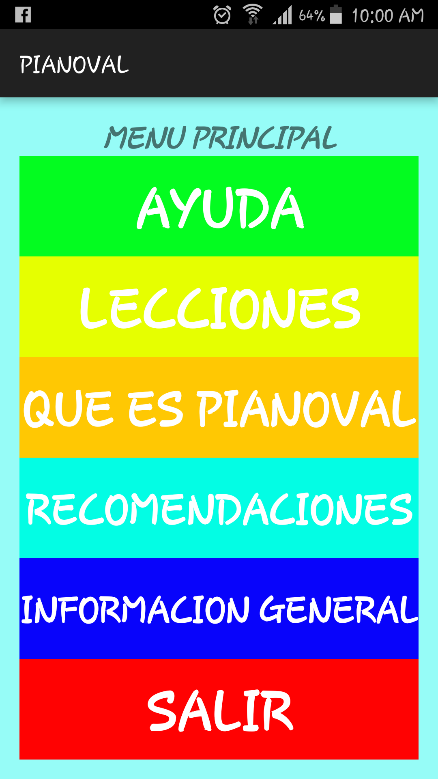 64% 10:00 AM
PIANOVAL
MENU PRINCIPAL
AYUDA
LECCIONES
QUE ES PIANOVAL
RECOMENDACIONES
INFORMACION GENERAL
SALIR